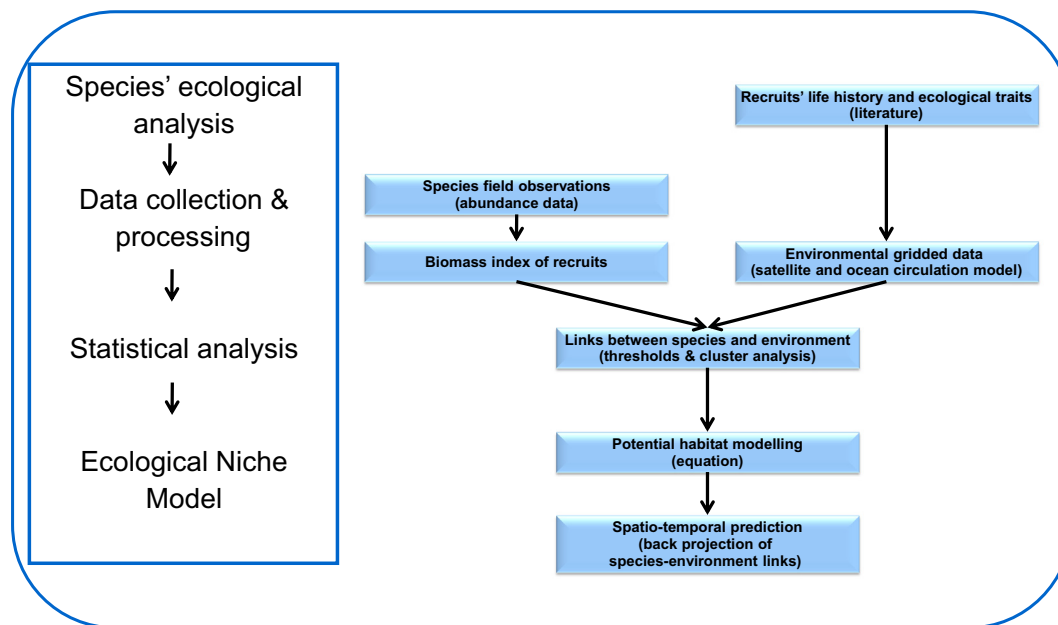 Species’ ecological
analysis
Data collection &
processing
Statistical analysis
Ecological Niche
Model
Recruits’ life history and ecological traits
(literature)
Species field observations
(abundance data)
Biomass index of recruits
Environmental gridded data
(satellite and ocean circulation model)
Links between species and environment
(thresholds & cluster analysis)
Potential habitat modelling
(equation)
Spatio-temporal prediction
(back projection of
species-environment links)